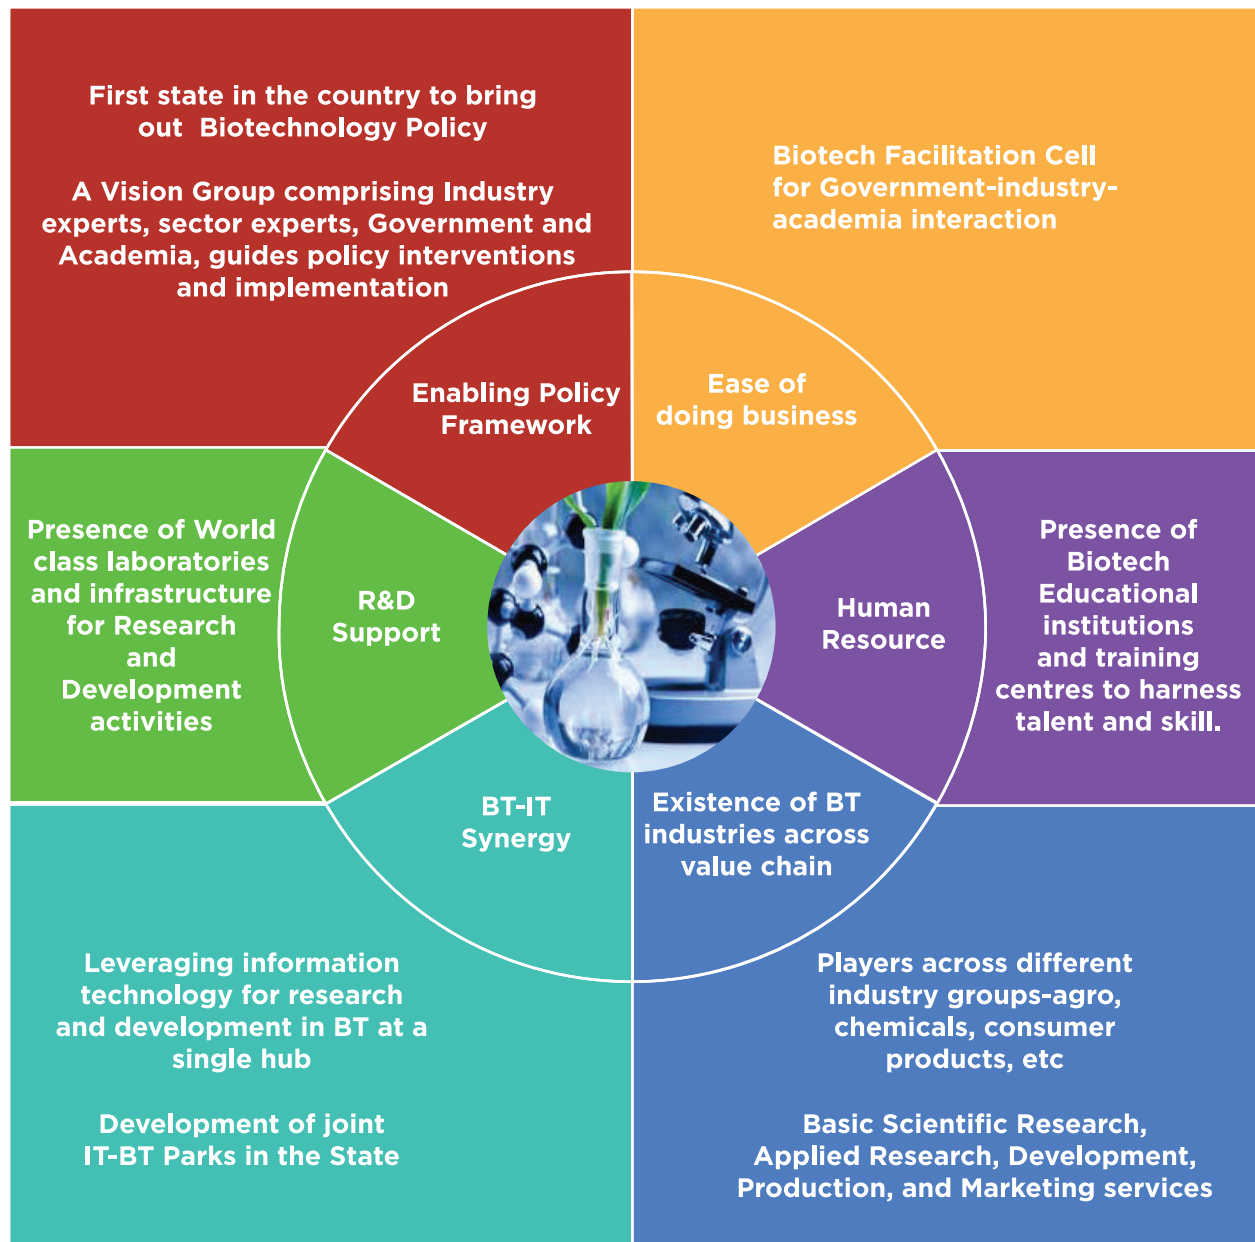 First state in the country to bring
out Biotechnology Policy
A Vision Group comprising Industry
experts, sector experts, Government and
Academia, guides policy interventions
and implementation
Biotech Facilitation Cell
for Government-industry-
academia interaction
Enabling Policy
Framework
Ease of
doing business
Presence of World
class laboratories
and infrastructure
for Research
and
Development
activities
R&D
Support
Human
Resource
Presence of
Biotech
Educational
institutions
and training
centres to harness
talent and skill.
BT-IT
Synergy
Existence of BT
industries across
value chain
Leveraging information
technology for research
and development in BT at a
single hub
Development of joint
IT-BT Parks in the State
Players across different
industry groups-agro,
chemicals, consumer
products, etc
Basic Scientific Research,
Applied Research, Development,
Production, and Marketing services